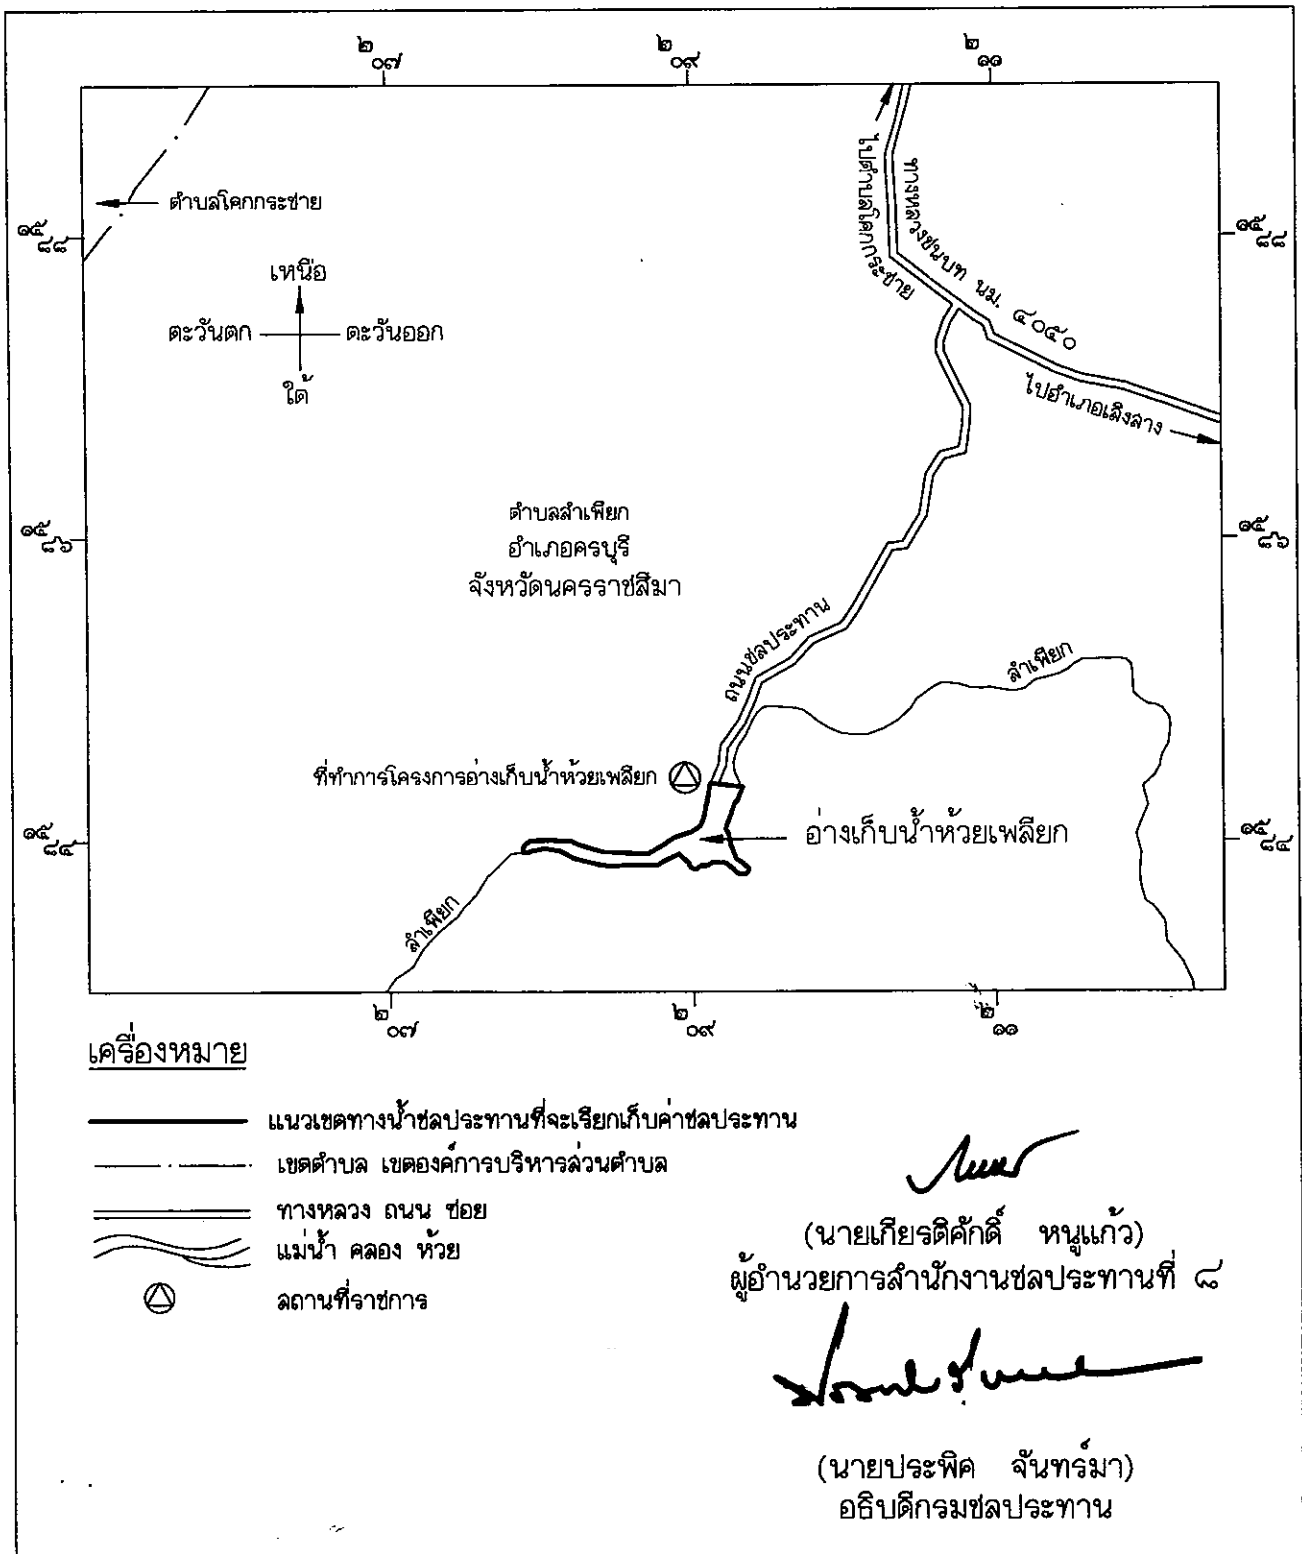 ๒ ๐๗
๒ ๐๙
๒ ๑๑
ตำบลโคกกระชาย
ไปตำบลโคกกระชาย
ทางหลวงชนบท นม. ๔๐๕๐
๑๕ ๘๘
๑๕ ๘๘
เหนือ
ตะวันตก
ตะวันออก
ใต้
ไปอำเภอเสิงสาง
๑๕ ๘๖
๑๕ ๘๖
ตำบลลำเพียก
อำเภอครบุรี
จังหวัดนครราชสีมา
ถนนชลประทาน
ลำเพียก
ที่ทำการโครงการอ่างเก็บน้ำห้วยเพลียก
อ่างเก็บน้ำห้วยเพลียก
๑๕ ๘๔
๑๕ ๘๔
ลำเพียก
๒ ๐๗
๒ ๐๙
๒ ๑๑
เครื่องหมาย
แนวเขตทางน้ำชลประทานที่จะเรียกเก็บค่าชลประทาน
เขตตำบล เขตองค์การบริหารส่วนตำบล
ทางหลวง ถนน ซอย
แม่น้ำ คลอง ห้วย
สถานที่ราชการ
(นายเกียรติศักดิ์ หนูแก้ว)
ผู้อำนวยการสำนักงานชลประทานที่ ๘
(นายประพิศ จันทร์มา)
อธิบดีกรมชลประทาน